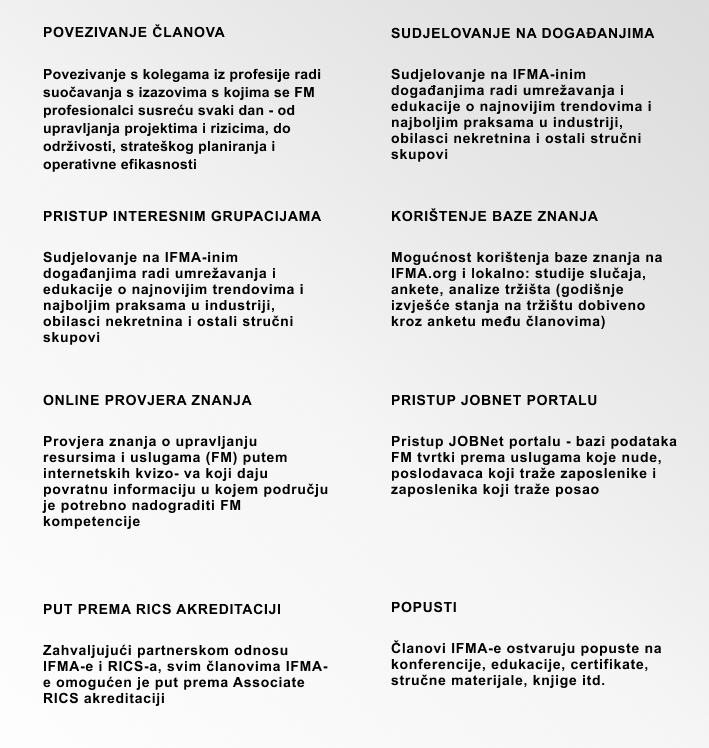 POVEZIVANJE ČLANOVA
Povezivanje s kolegama iz profesije radi
suočavanja s izazovima s kojima se FM
profesionalci susreću svaki dan - od
upravljanja projektima i rizicima, do
održivosti, strateškog planiranja i
operativne efikasnosti
SUDJELOVANJE NA DOGAĐANJIMA
Sudjelovanje na IFMA-inim
događanjima radi umrežavanja i
edukacije o najnovijim trendovima i
najboljim praksama u industriji,
obilasci nekretnina i ostali stručni
skupovi
PRISTUP INTERESNIM GRUPACIJAMA
Sudjelovanje na IFMA-inim
događanjima radi umrežavanja i
edukacije o najnovijim trendovima i
najboljim praksama u industriji,
obilasci nekretnina i ostali stručni
skupovi
KORIŠTENJE BAZE ZNANJA
Mogućnost korištenja baze znanja na
IFMA.org i lokalno: studije slučaja,
ankete, analize tržišta (godišnje
izvješće stanja na tržištu dobiveno
kroz anketu među članovima)
ONLINE PROVJERA ZNANJA
Provjera znanja o upravljanju
resursima i uslugama (FM) putem
internetskih kvizo- va koji daju
povratnu informaciju u kojem području
je potrebno nadograditi FM
kompetencije
PRISTUP JOBNET PORTALU
Pristup JOBNet portalu - bazi podataka
FM tvrtki prema uslugama koje nude,
poslodavaca koji traže zaposlenike i
zaposlenika koji traže posao
PUT PREMA RICS AKREDITACIJI
Zahvaljujući partnerskom odnosu
IFMA-e i RICS-a, svim članovima IFMA-
e omogućen je put prema Associate
RICS akreditaciji
POPUSTI
Članovi IFMA-e ostvaruju popuste na
konferencije, edukacije, certifikate,
stručne materijale, knjige itd.